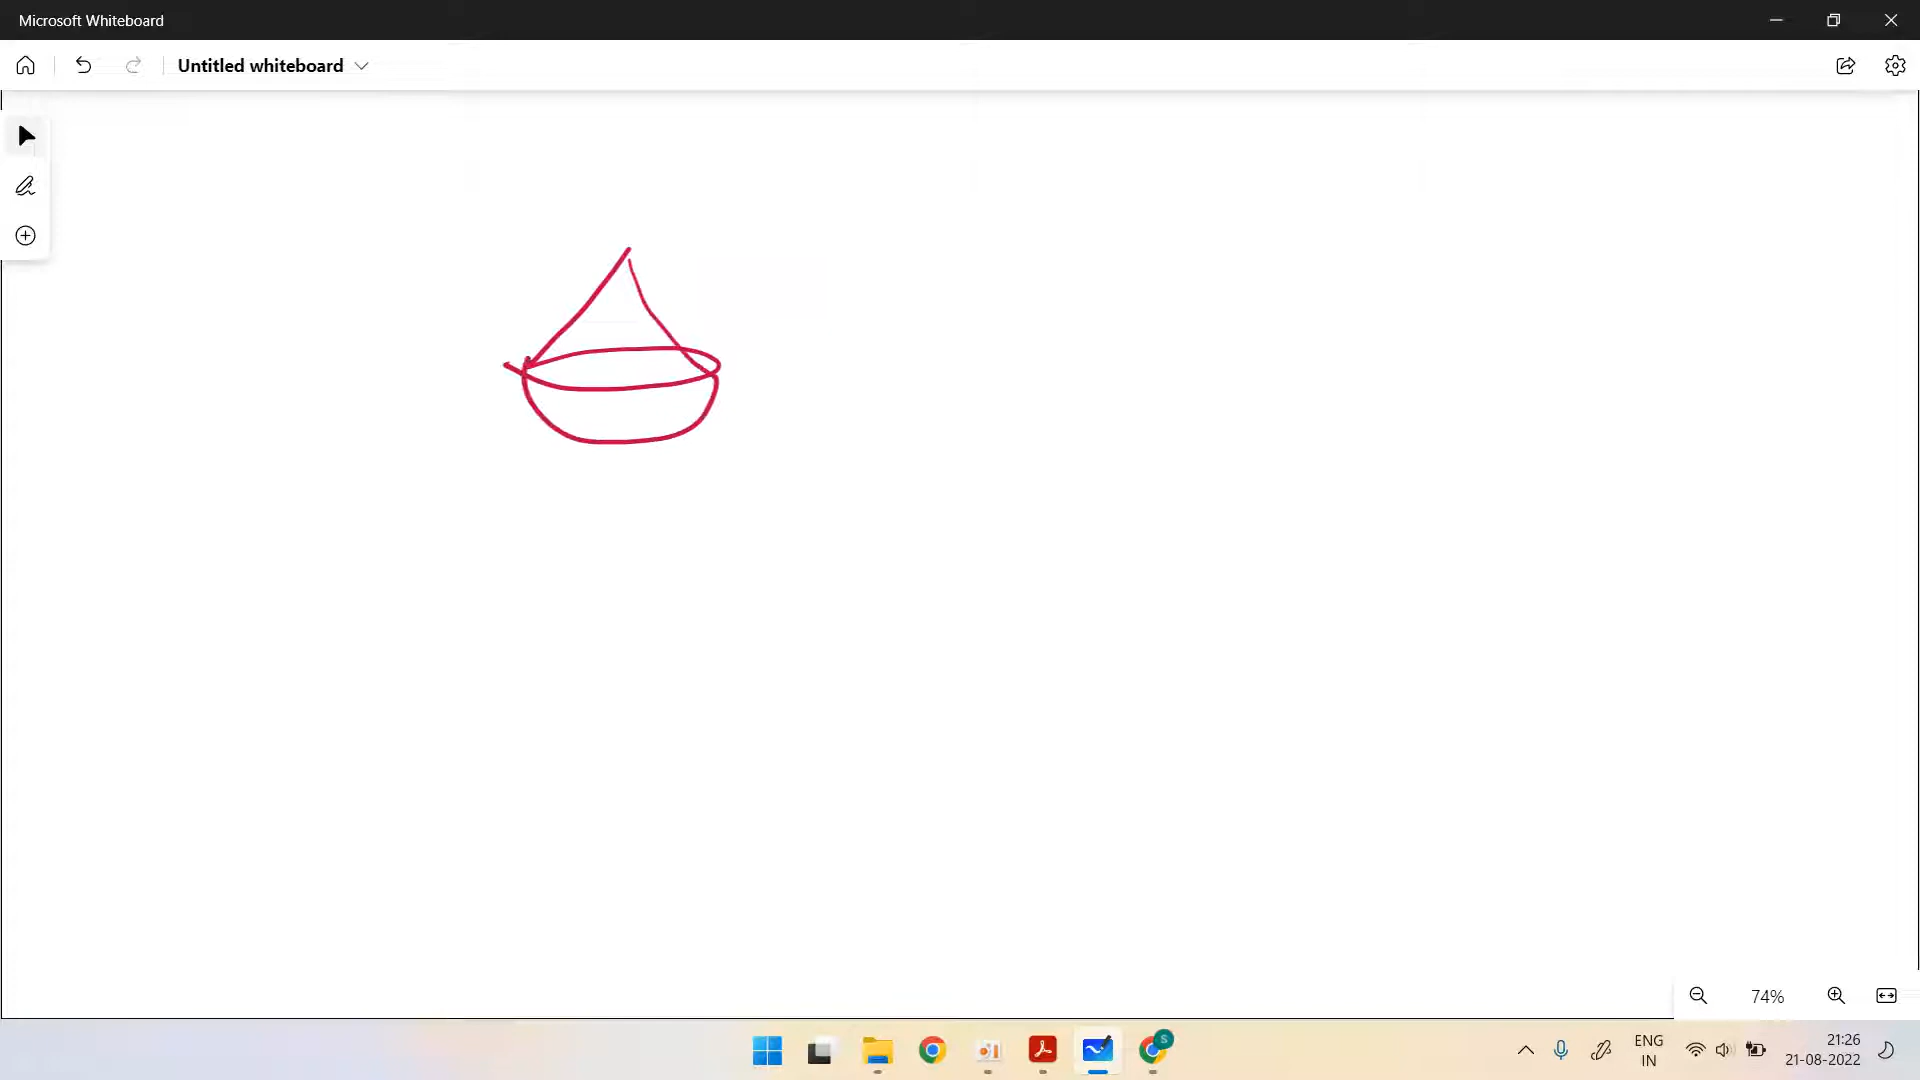 Microsoft Whiteboard
Untitled whiteboard
74%
S
ENG
IN
21:26
21-08-2022